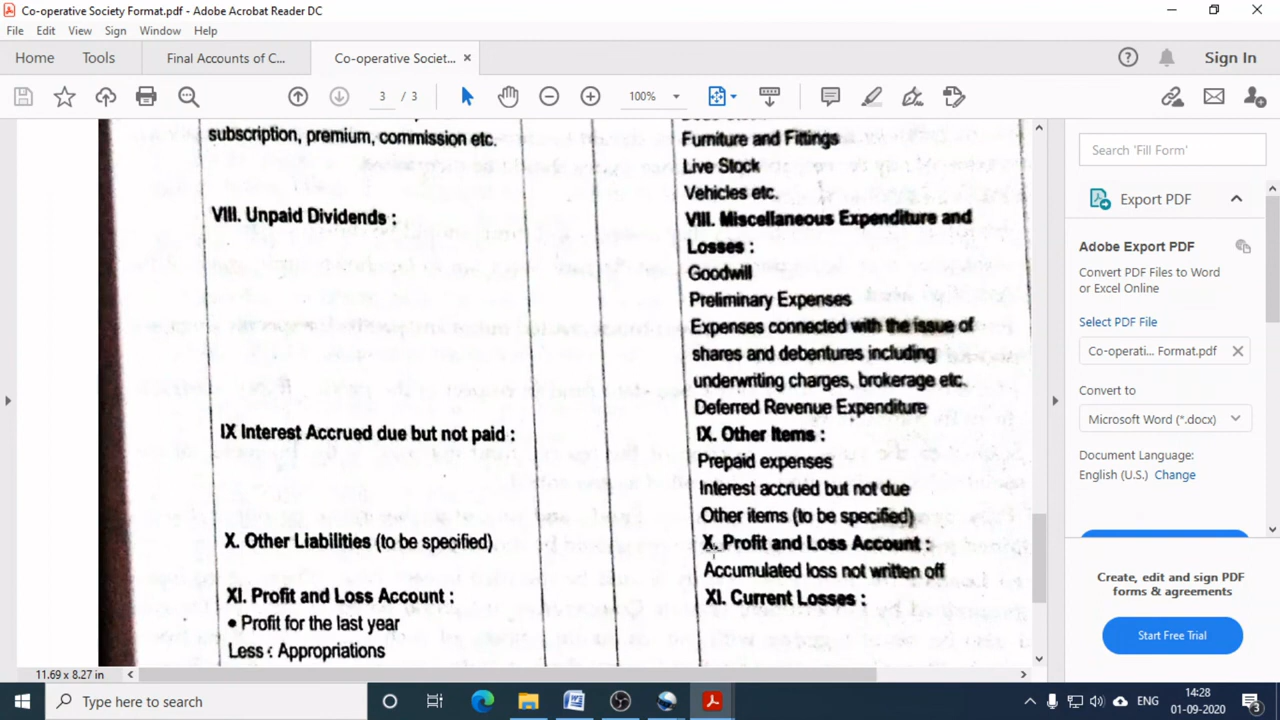 Co-operative Society Format.pdf - Adobe Acrobat Reader DC
File Edit View Sign Window Help
Home Tools Final Accounts of C... Co-operative Societ... × Sign In
3 / 3 100%
subscription, premium, commission etc.
VIII. Unpaid Dividends :
IX Interest Accrued due but not paid :
X. Other Liabilities (to be specified)
XI. Profit and Loss Account :
• Profit for the last year
Less : Appropriations
Furniture and Fittings
Live Stock
Vehicles etc.
VIII. Miscellaneous Expenditure and
Losses :
Goodwill
Preliminary Expenses
Expenses connected with the issue of
shares and debentures including
underwriting charges, brokerage etc.
Deferred Revenue Expenditure
IX. Other Items :
Prepaid expenses
Interest accrued but not due
Other items (to be specified)
X. Profit and Loss Account :
Accumulated loss not written off
XI. Current Losses :
Search 'Fill Form'
Export PDF
Adobe Export PDF
Convert PDF Files to Word
or Excel Online
Select PDF File
Co-operati... Format.pdf ×
Convert to
Microsoft Word (*.docx)
Document Language:
English (U.S.) Change
Create, edit and sign PDF
forms & agreements
Start Free Trial
11.69 x 8.27 in
Type here to search
ENG
14:28
01-09-2020
3